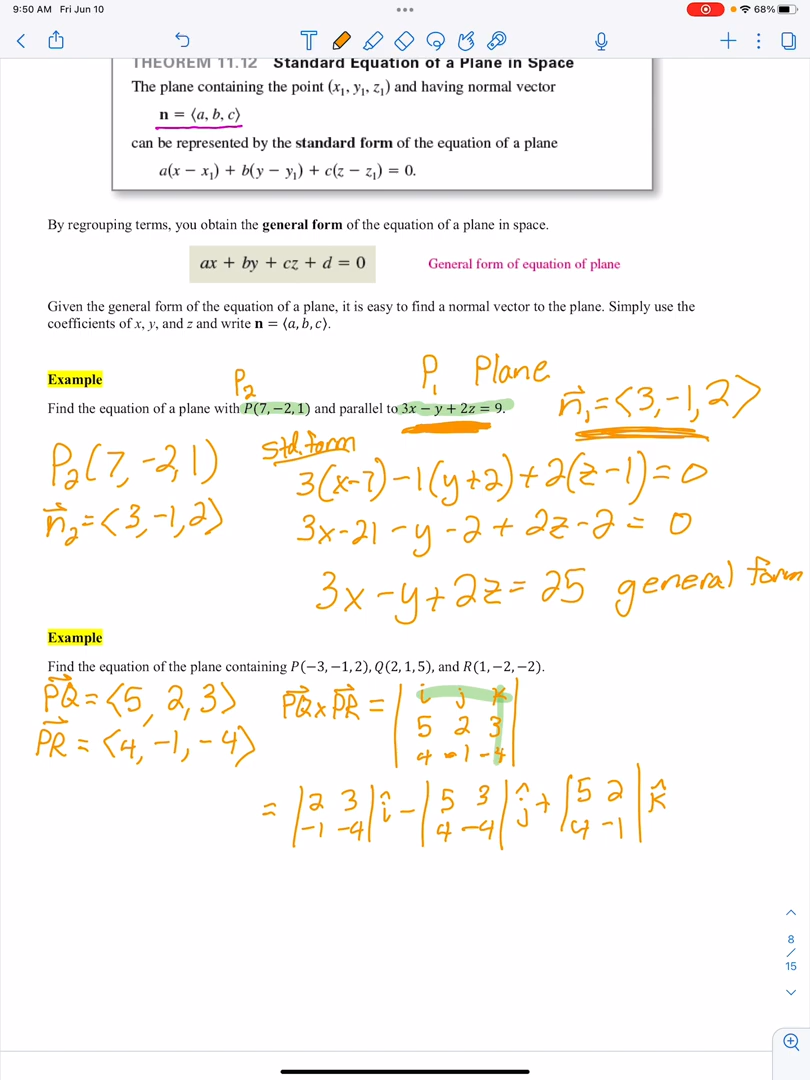 9:50 AM Fri Jun 10
68%
THEOREM 11.12 Standard Equation of a Plane in Space
The plane containing the point (x₁, y₁, z₁) and having normal vector
n = ⟨a, b, c⟩
can be represented by the standard form of the equation of a plane
a(x − x₁) + b(y − y₁) + c(z − z₁) = 0.
By regrouping terms, you obtain the general form of the equation of a plane in space.
ax + by + cz + d = 0 General form of equation of plane
Given the general form of the equation of a plane, it is easy to find a normal vector to the plane. Simply use the
coefficients of x, y, and z and write n = ⟨a, b, c⟩.
P₂ P₁ Plane
Example
n⃗₁ = <3, -1, 2>
Find the equation of a plane with P(7, −2, 1) and parallel to 3x − y + 2z = 9.
P₂(7, -2, 1) std. form
3(x-7) -1(y+2) + 2(z-1) = 0
n⃗₂ = <3, -1, 2> 3x-21 -y -2 + 2z -2 = 0
3x - y + 2z = 25 general form
Example
Find the equation of the plane containing P(−3, −1, 2), Q(2, 1, 5), and R(1, −2, −2).
PQ⃗ = <5, 2, 3> PQ⃗ x PR⃗ = | i j k |
PR⃗ = <4, -1, -4> | 5 2 3 |
| 4 -1 -4 |
= | 2 3 | î - | 5 3 | ĵ + | 5 2 | k̂
| -1 -4 | | 4 -4 | | 4 -1 |
8
/
15